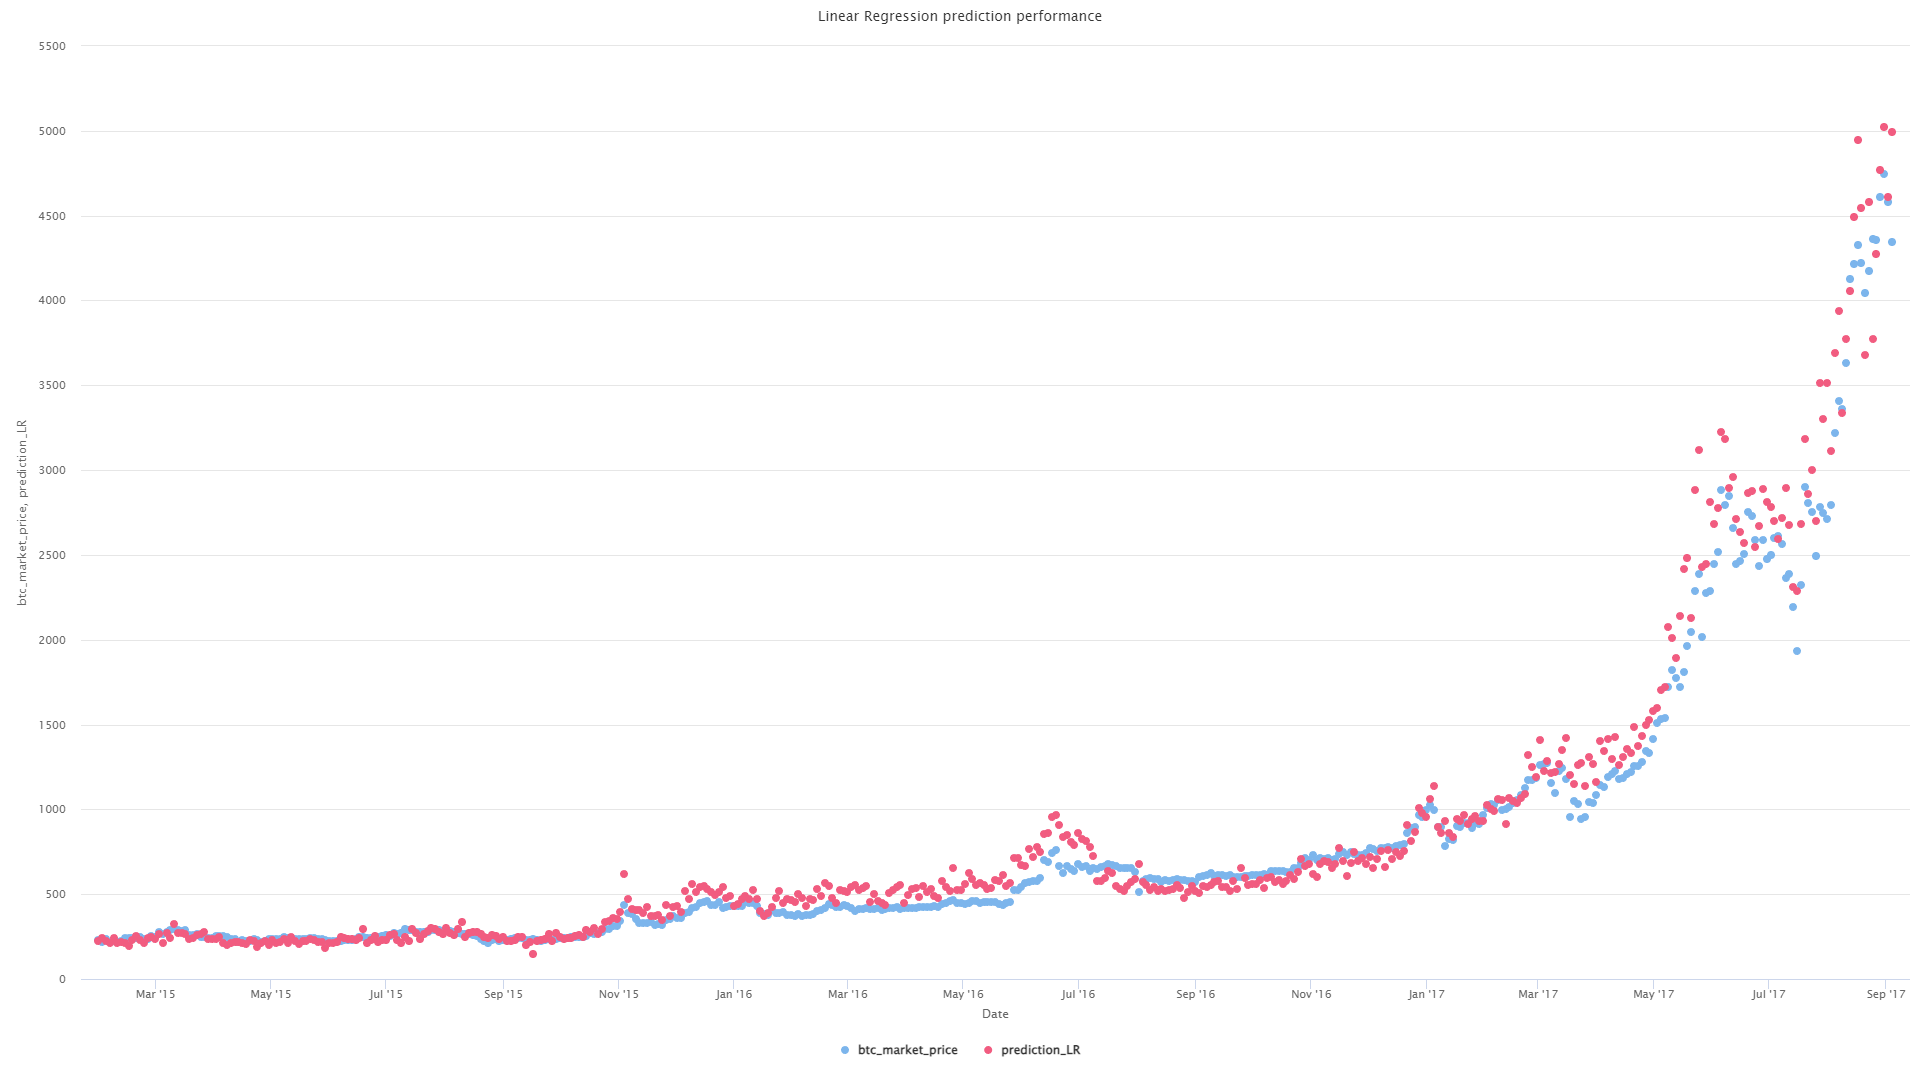 Linear Regression prediction performance
5500
5000
4500
4000
3500
3000
2500
2000
1500
1000
500
0
btc_market_price, prediction_LR
Mar '15 May '15 Jul '15 Sep '15 Nov '15 Jan '16 Mar '16 May '16 Jul '16 Sep '16 Nov '16 Jan '17 Mar '17 May '17 Jul '17 Sep '17
Date
btc_market_price prediction_LR